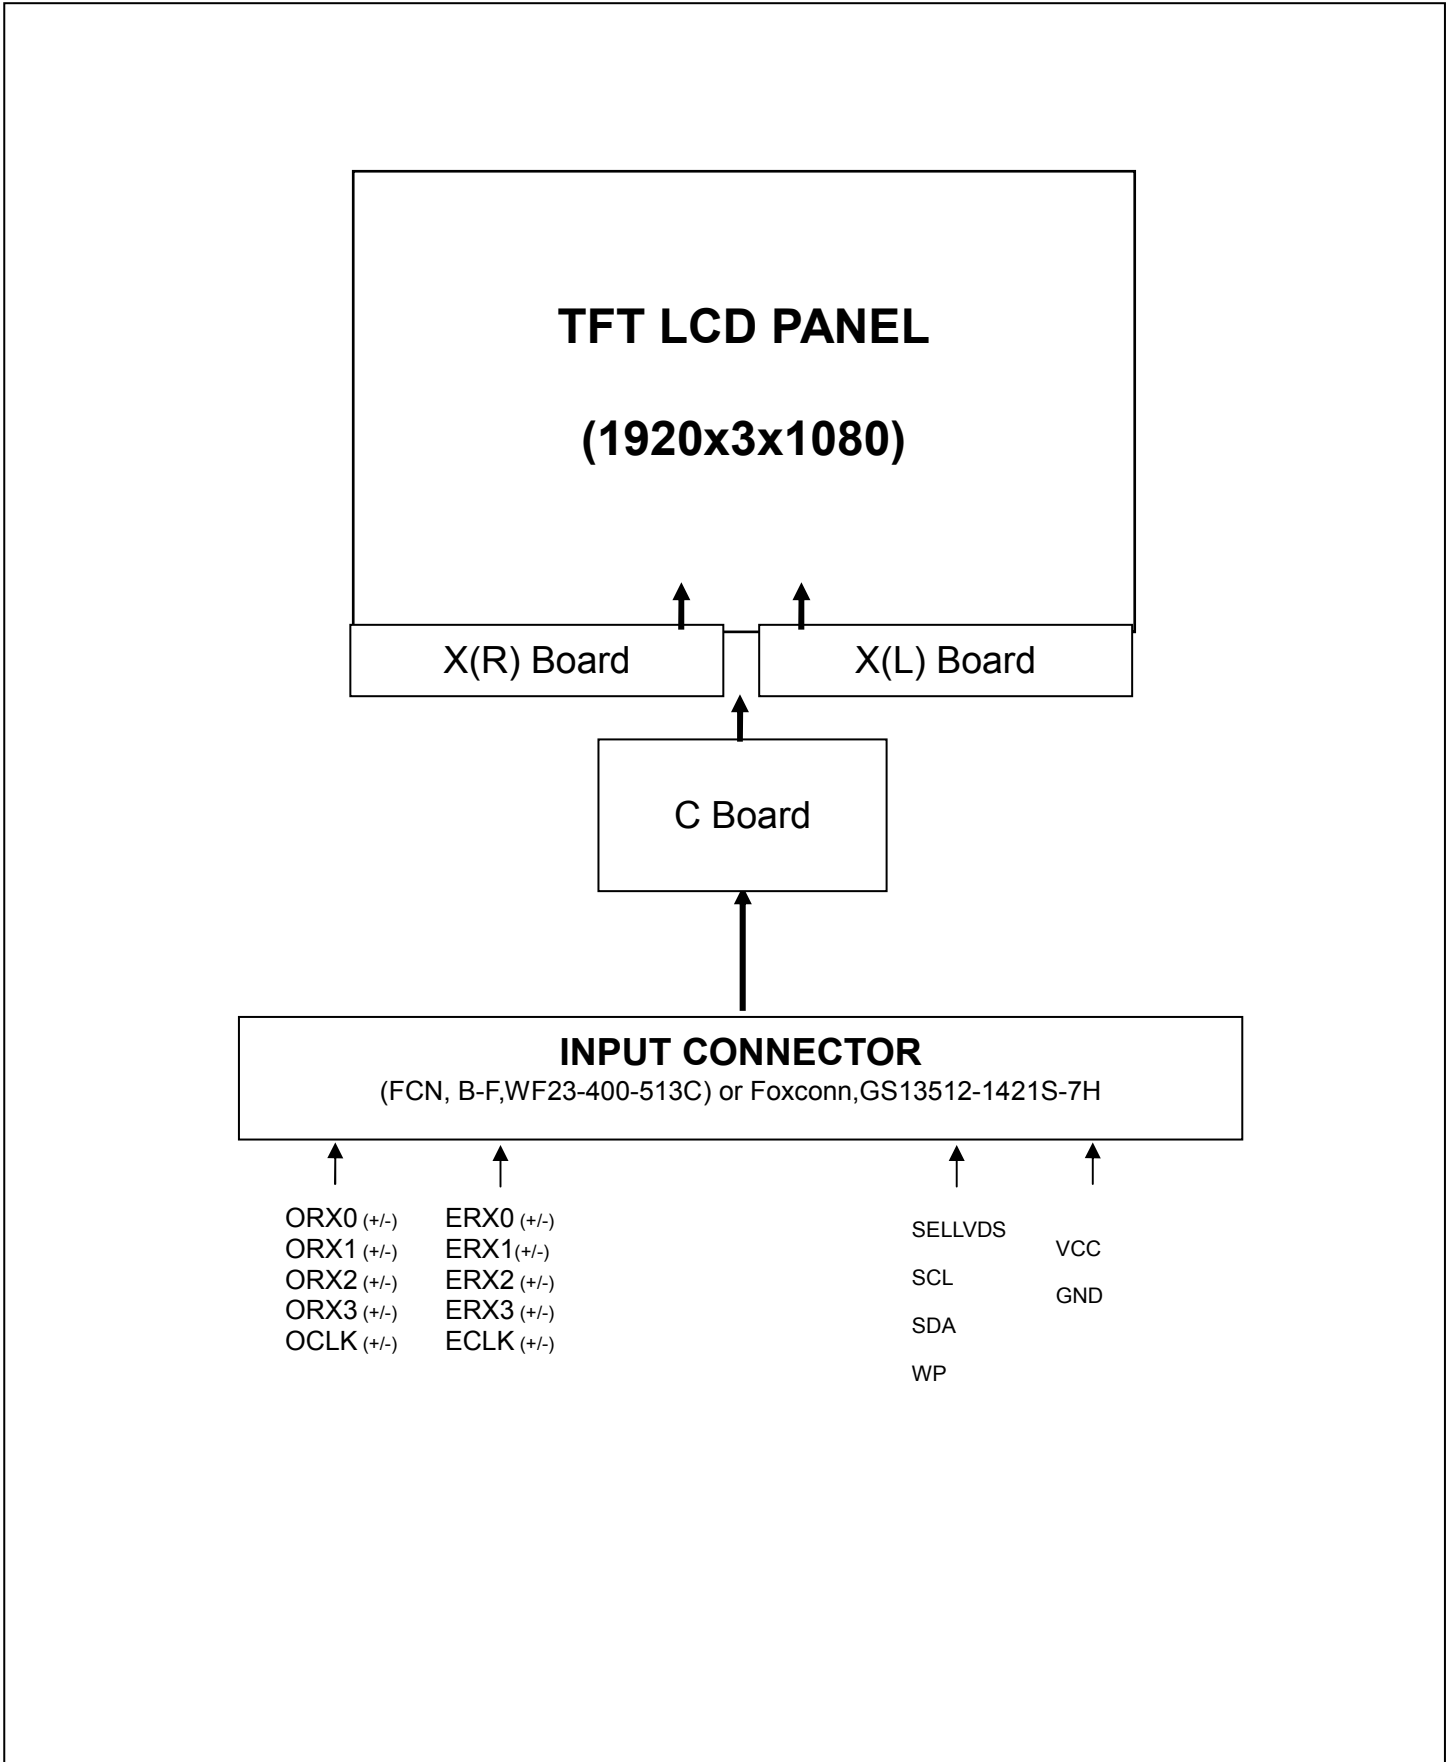 TFT LCD PANEL
(1920x3x1080)
X(R) Board
X(L) Board
C Board
INPUT CONNECTOR
(FCN, B-F,WF23-400-513C) or Foxconn,GS13512-1421S-7H
ORX0 (+/-)
ORX1 (+/-)
ORX2 (+/-)
ORX3 (+/-)
OCLK (+/-)
ERX0 (+/-)
ERX1(+/-)
ERX2 (+/-)
ERX3 (+/-)
ECLK (+/-)
SELLVDS
SCL
SDA
WP
VCC
GND